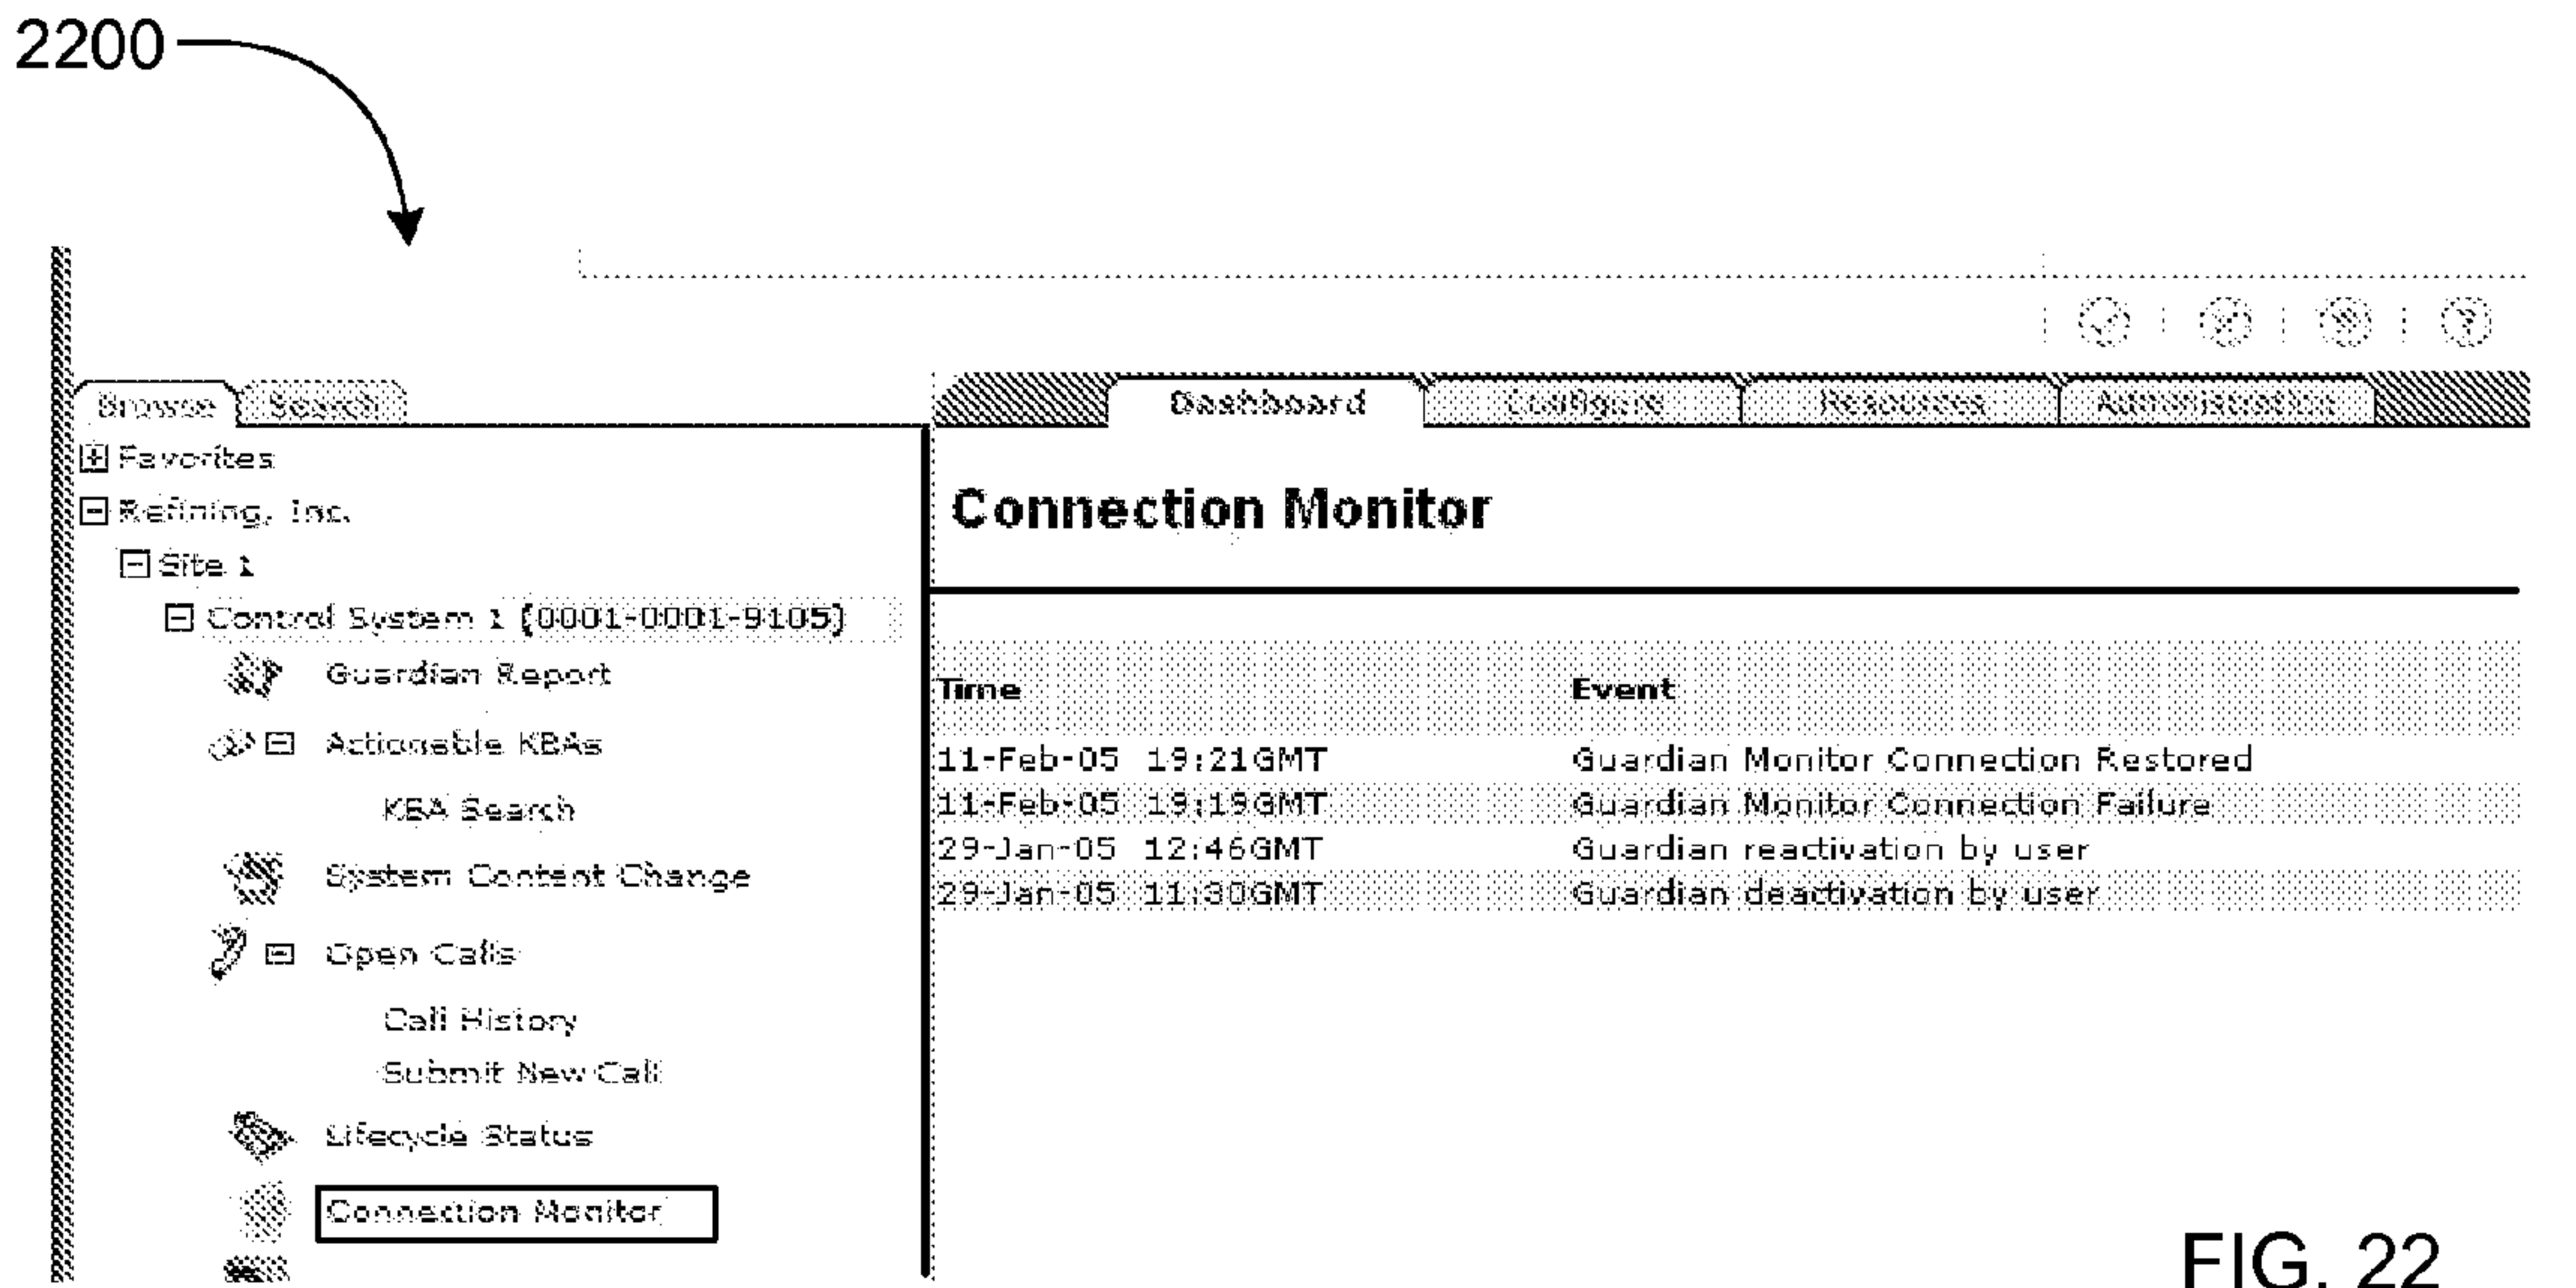 2200
Browse Search
Dashboard Configure Resources Administration
Favorites
Refining, Inc.
Site 1
Control System 1 (0001-0001-9105)
Guardian Report
Actionable KBAs
KBA Search
System Content Change
Open Calls
Call History
Submit New Call
Lifecycle Status
Connection Monitor
Connection Monitor
Time Event
11-Feb-05 19:21GMT Guardian Monitor Connection Restored
11-Feb-05 19:19GMT Guardian Monitor Connection Failure
29-Jan-05 12:46GMT Guardian reactivation by user
29-Jan-05 11:30GMT Guardian deactivation by user
FIG. 22